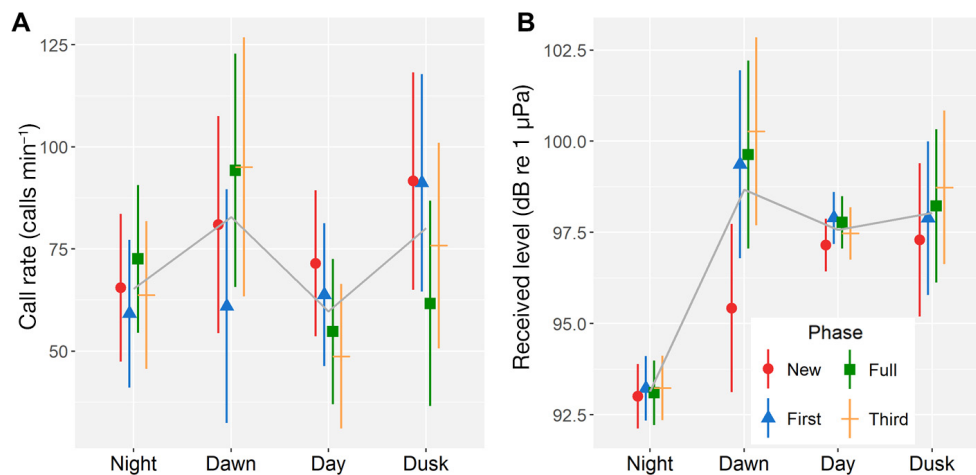 A
Call rate (calls min⁻¹)
125
100
75
50
Night Dawn Day Dusk
B
Received level (dB re 1 µPa)
102.5
100.0
97.5
95.0
92.5
Phase
New Full
First Third
Night Dawn Day Dusk